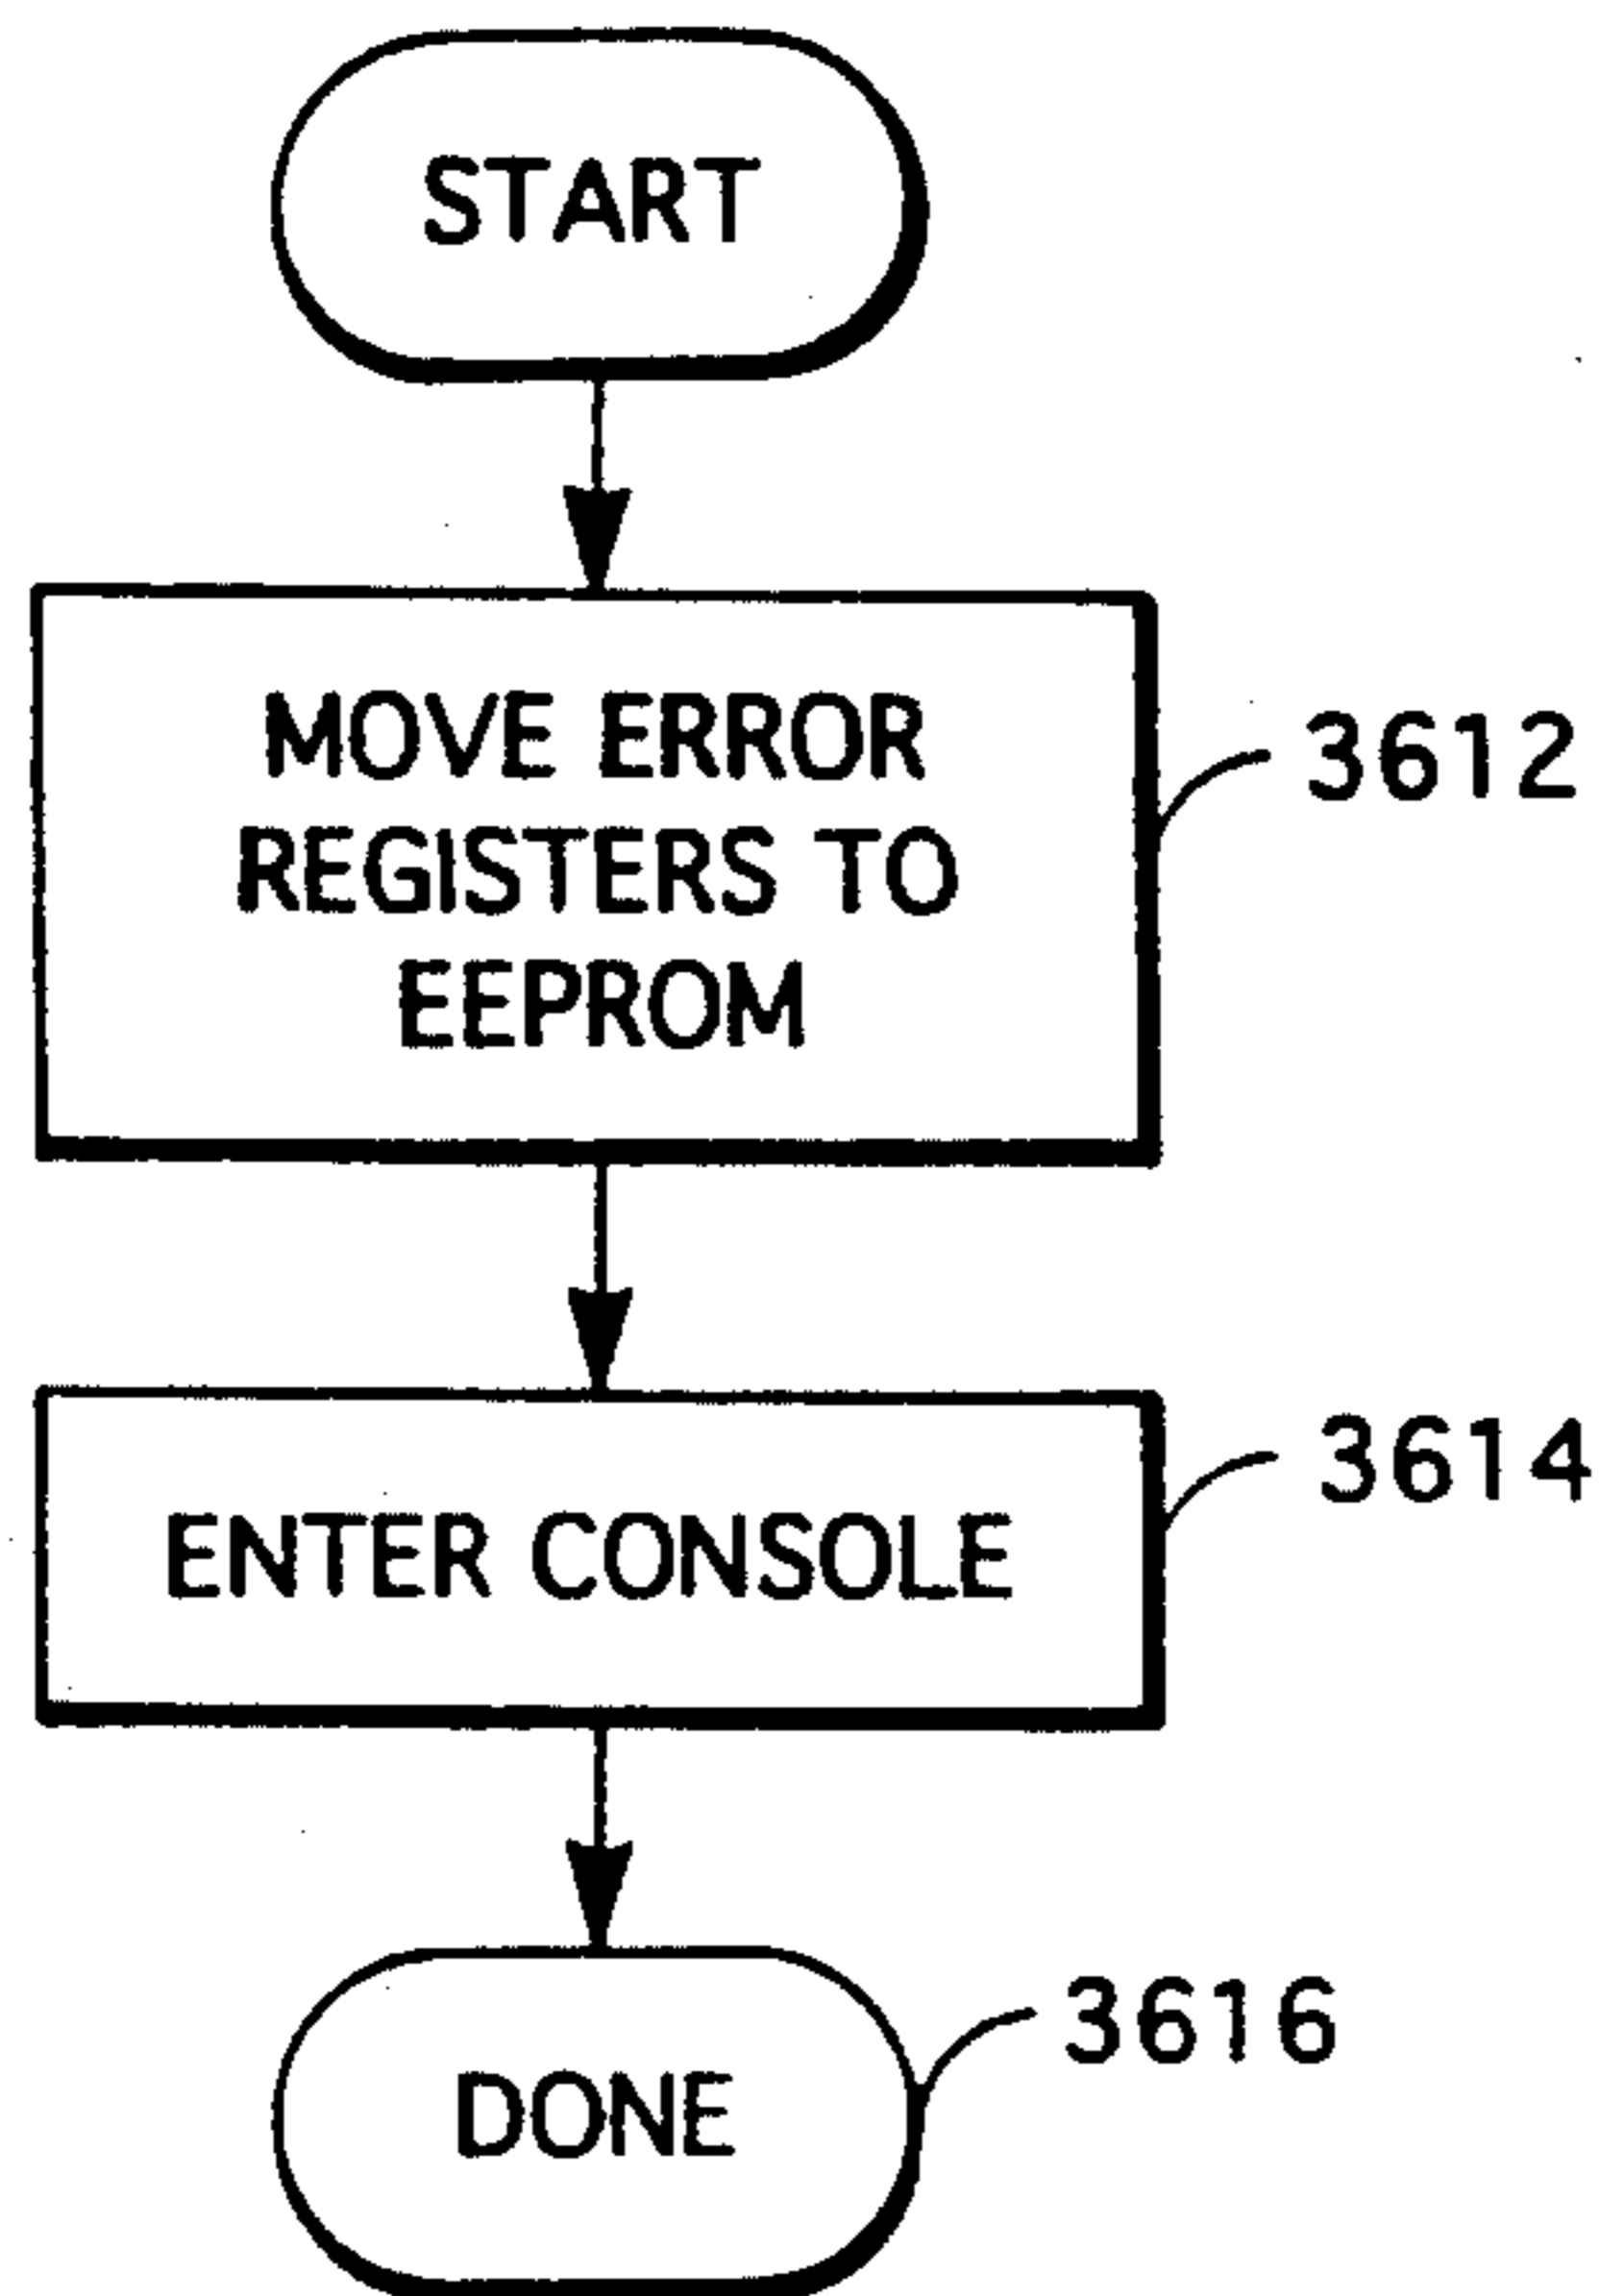 START
MOVE ERROR
REGISTERS TO
EEPROM
3612
ENTER CONSOLE
3614
DONE
3616